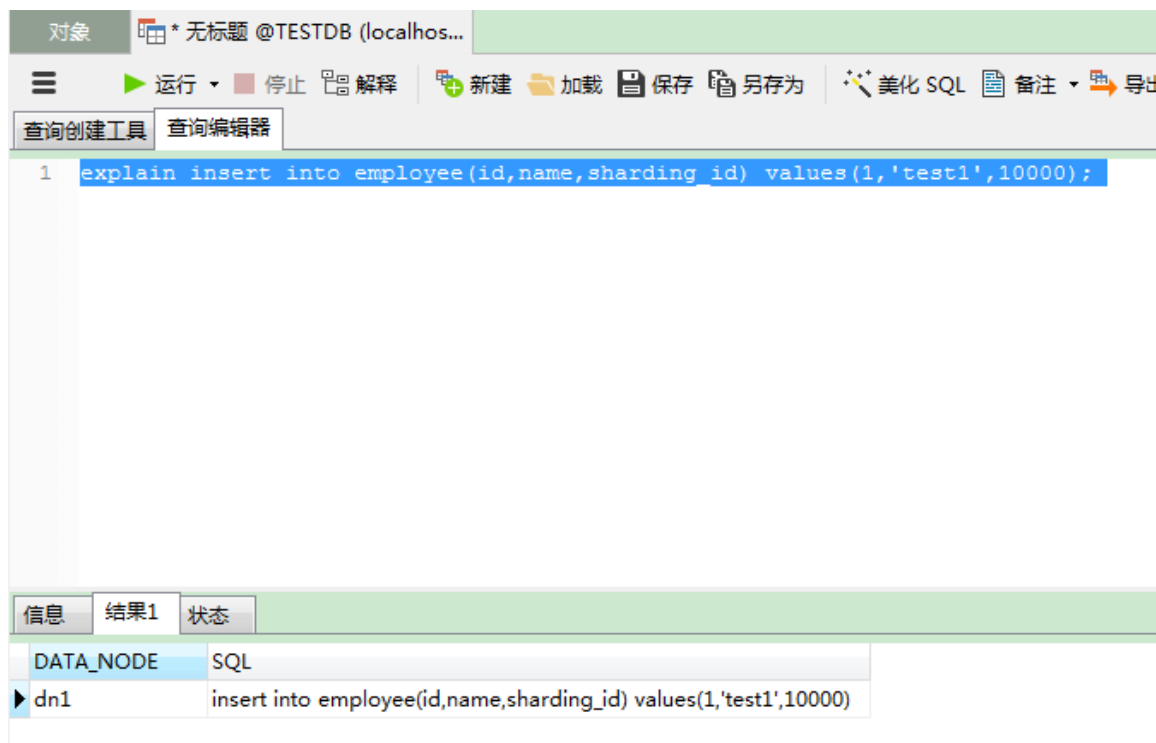 对象 * 无标题 @TESTDB (localhos...
运行 停止 解释 新建 加载 保存 另存为 美化 SQL 备注 导出
查询创建工具 查询编辑器
1 explain insert into employee(id,name,sharding_id) values(1,'test1',10000);
信息 结果1 状态
DATA_NODE SQL
dn1 insert into employee(id,name,sharding_id) values(1,'test1',10000)